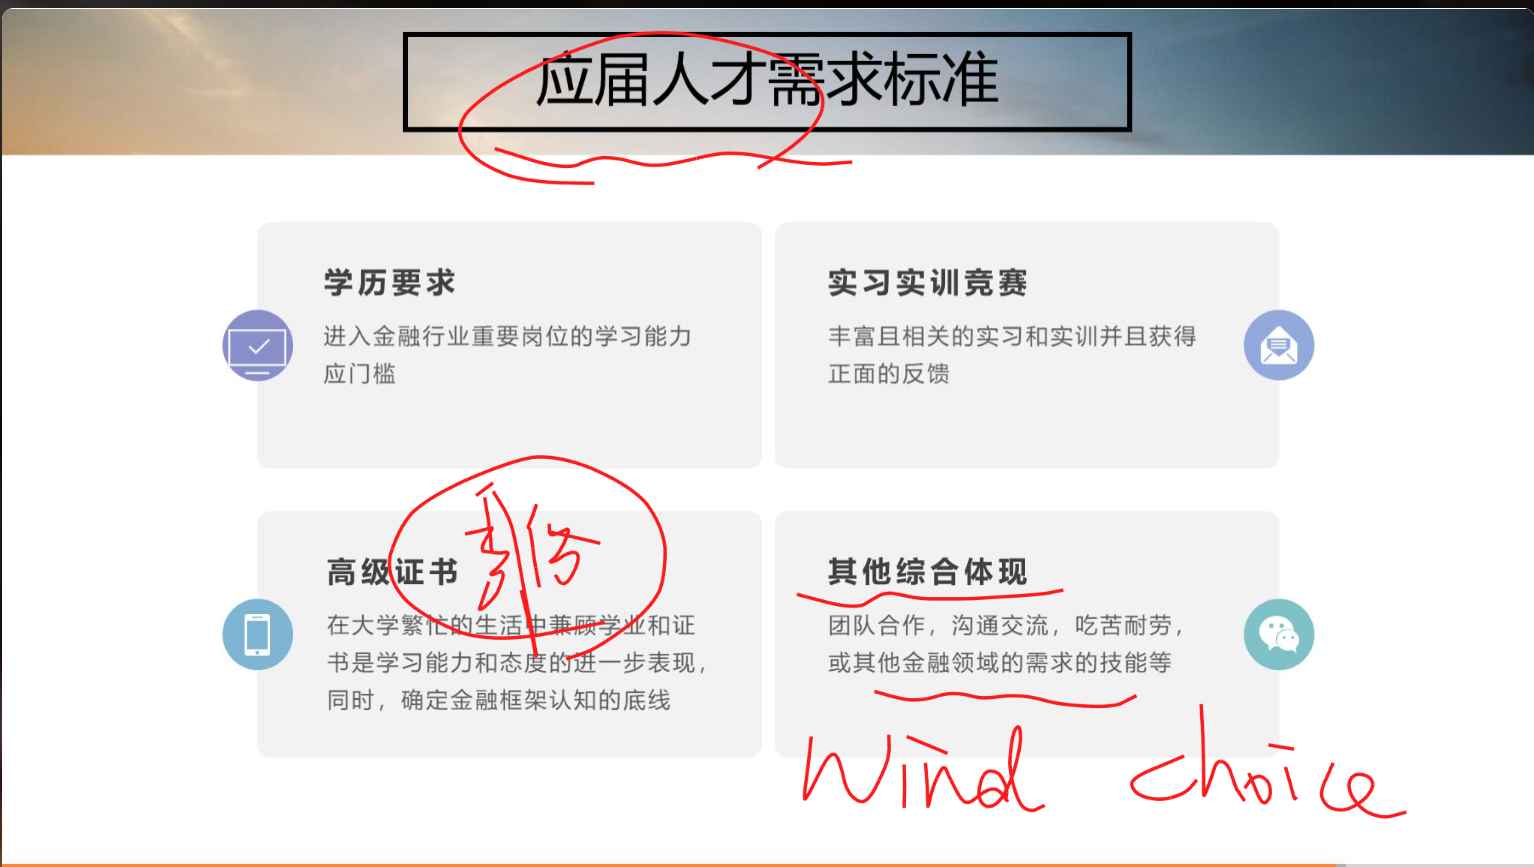 应届人才需求标准
学历要求
进入金融行业重要岗位的学习能力
应门槛
实习实训竞赛
丰富且相关的实习和实训并且获得
正面的反馈
高级证书
在大学繁忙的生活中兼顾学业和证
书是学习能力和态度的进一步表现，
同时，确定金融框架认知的底线
其他综合体现
团队合作，沟通交流，吃苦耐劳，
或其他金融领域的需求的技能等
Wind choice